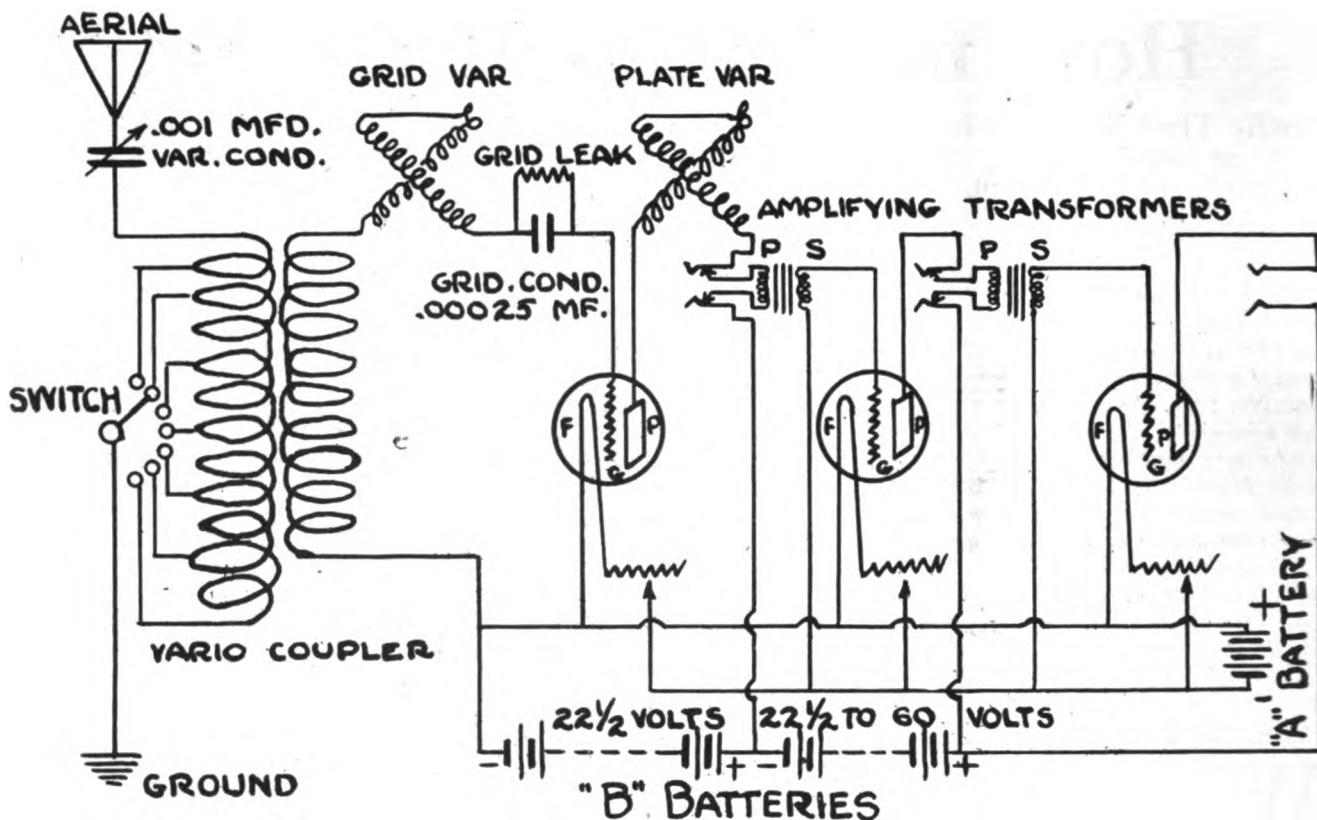 AERIAL
.001 MFD.
VAR. COND.
GRID VAR
PLATE VAR
GRID LEAK
AMPLIFYING TRANSFORMERS
P S
P S
GRID. COND.
.00025 MF.
SWITCH
F G P
F G P
F G P
VARIO COUPLER
"A" BATTERY
+
-
22½ VOLTS
22½ TO 60 VOLTS
- + - +
"B" BATTERIES
GROUND